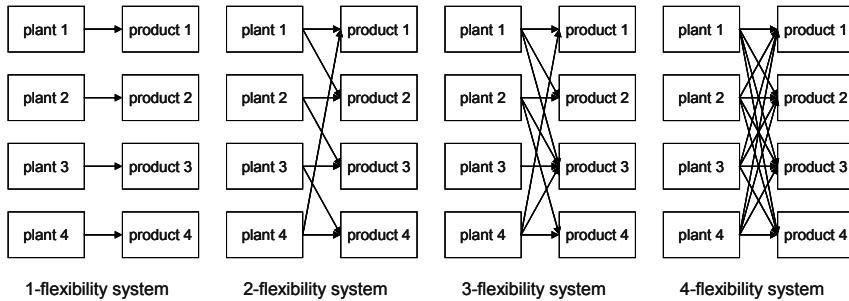 plant 1 product 1 plant 1 product 1 plant 1 product 1 plant 1 product 1
plant 2 product 2 plant 2 product 2 plant 2 product 2 plant 2 product 2
plant 3 product 3 plant 3 product 3 plant 3 product 3 plant 3 product 3
plant 4 product 4 plant 4 product 4 plant 4 product 4 plant 4 product 4
1-flexibility system 2-flexibility system 3-flexibility system 4-flexibility system